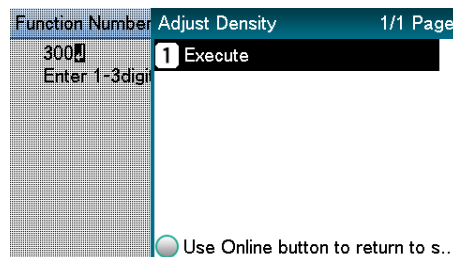 Function Number
300
Enter 1-3digi
Adjust Density 1/1 Page
1 Execute
Use Online button to return to s..